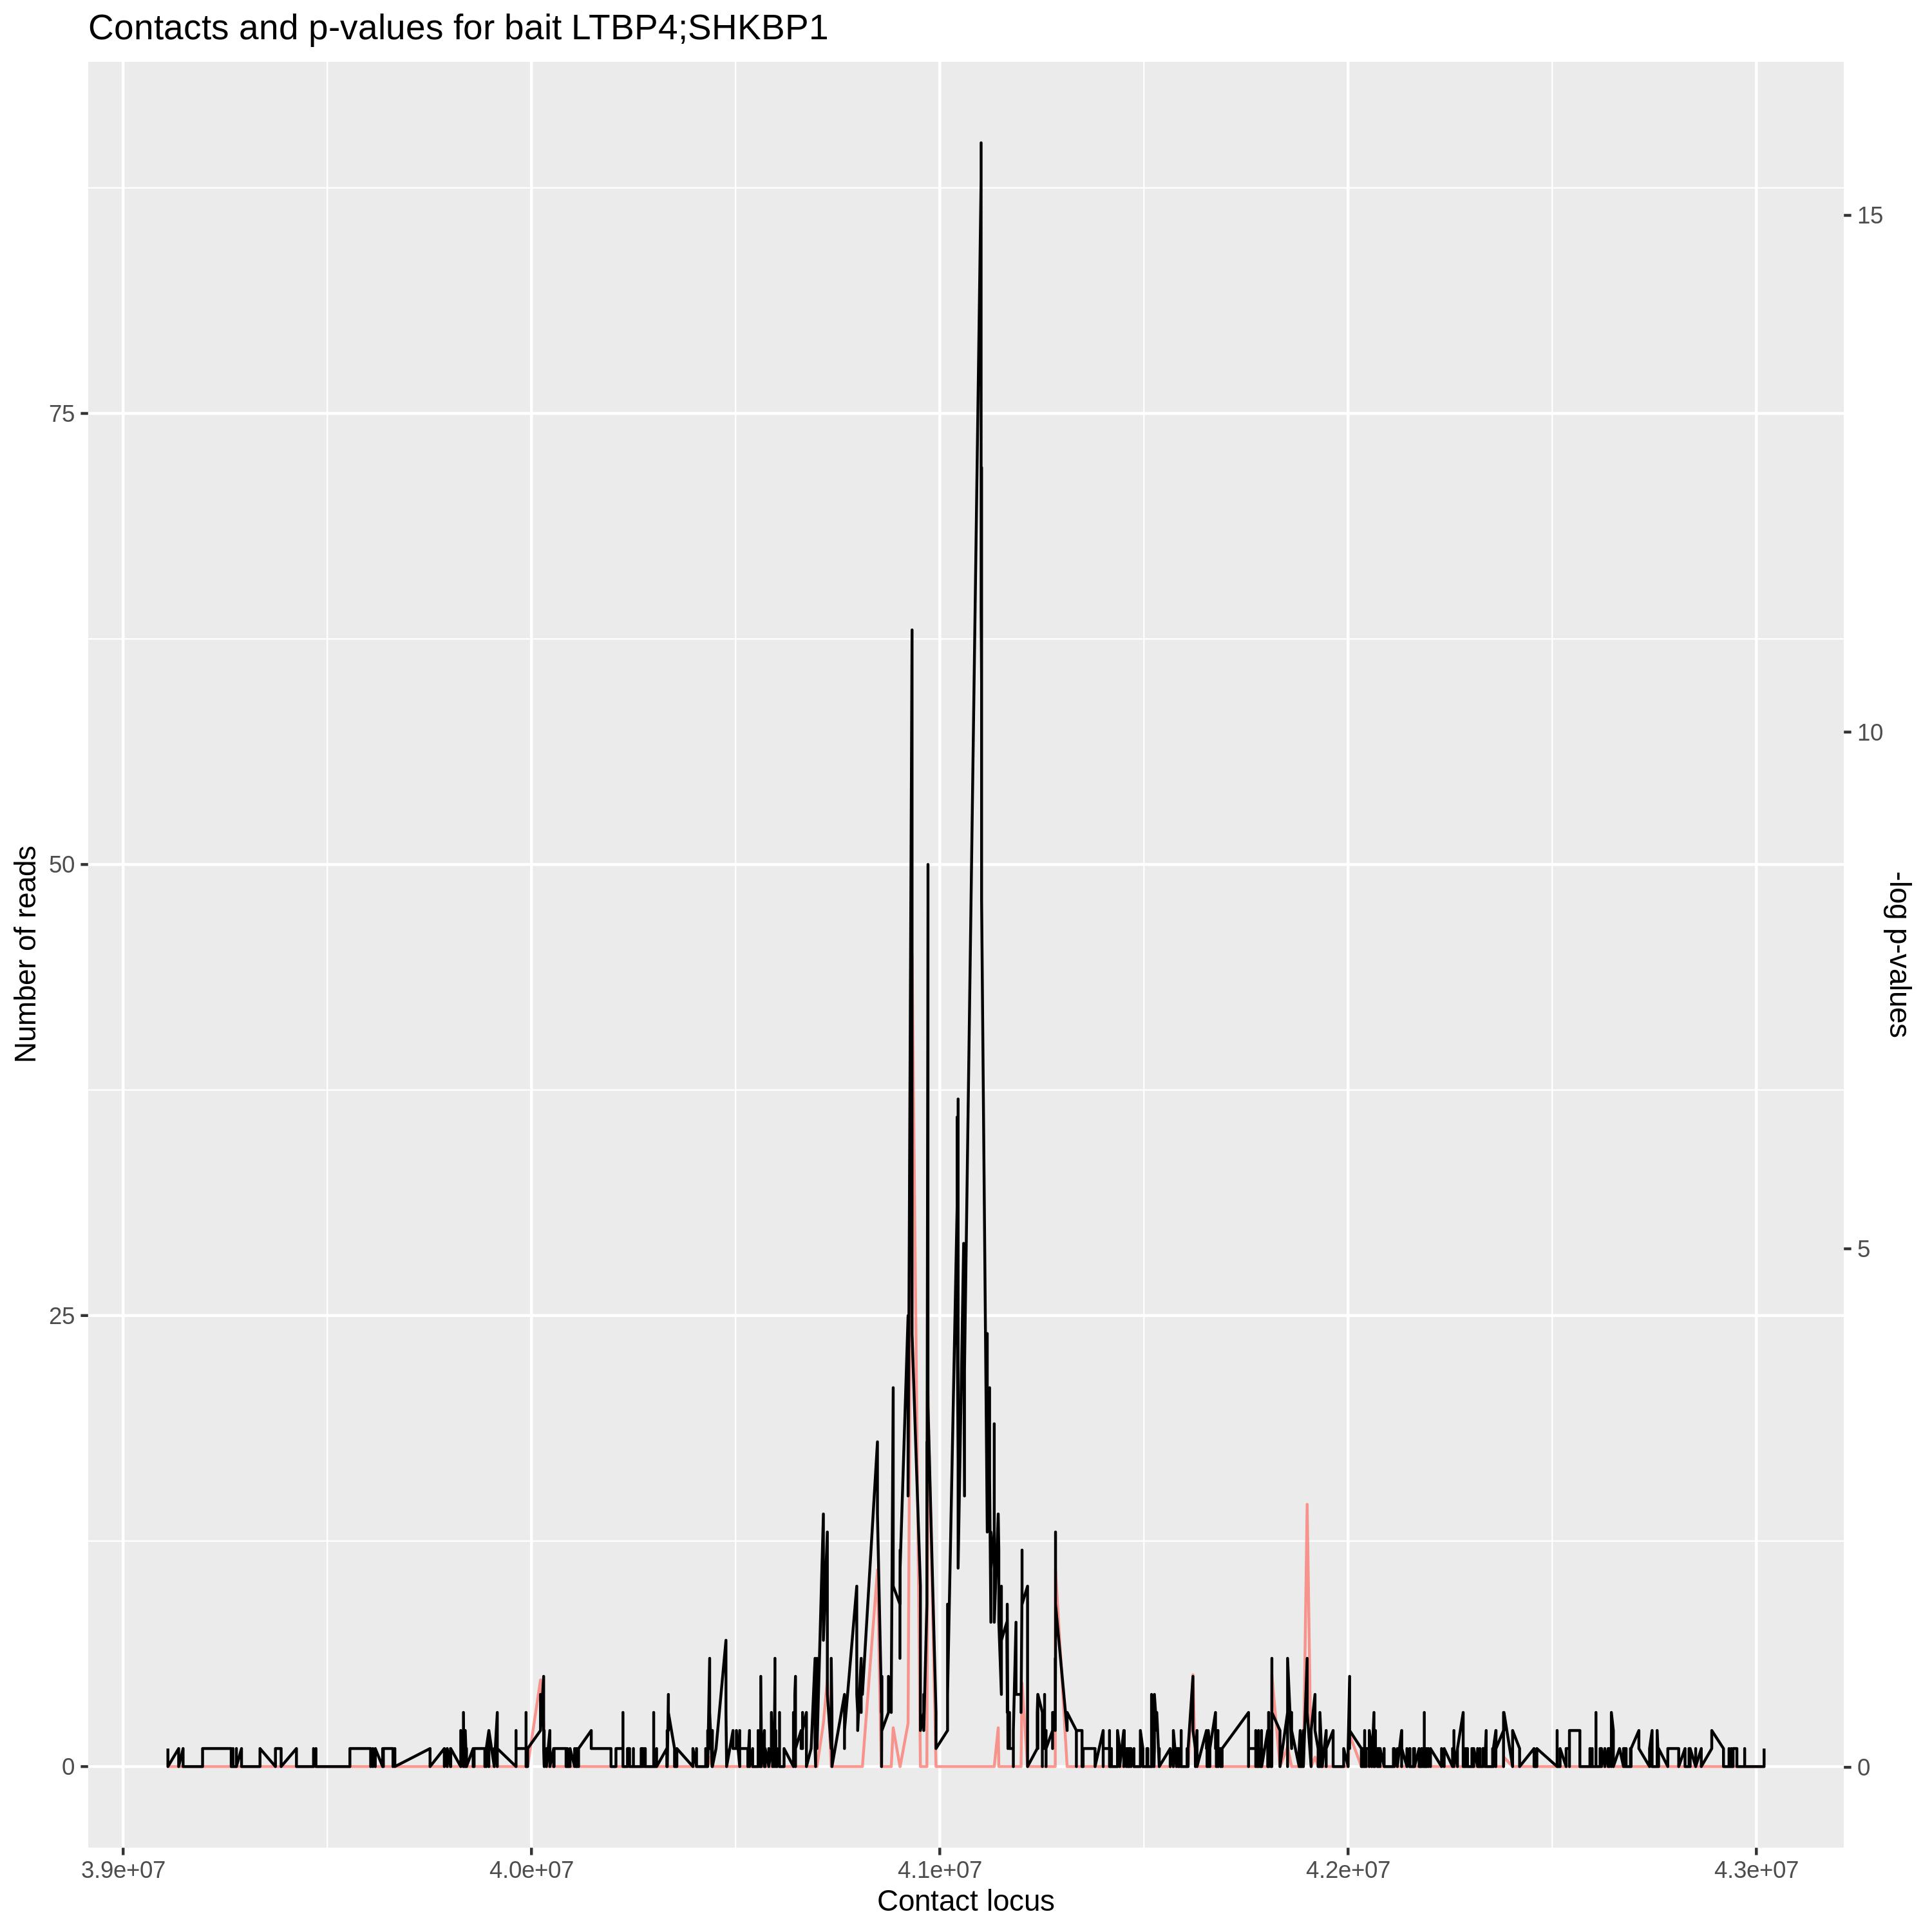 Contacts and p-values for bait LTBP4;SHKBP1
Number of reads
75
50
25
0
15
10
5
0
-log p-values
3.9e+07
4.0e+07
4.1e+07
4.2e+07
4.3e+07
Contact locus